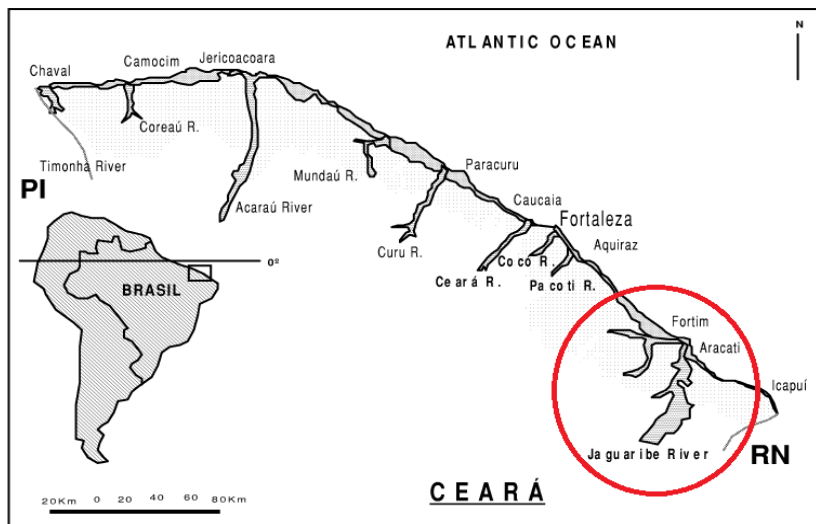 N
ATLANTIC OCEAN
Jericoacoara
Camocim
Chaval
Coreaú R.
Timonha River
Mundaú R.
Paracuru
PI
Acaraú River
Caucaia
Fortaleza
Curu R.
Cocó R.
Aquiraz
Ceará R.
Pacoti R.
0º
BRASIL
Fortim
Aracati
Icapuí
Jaguaribe River
RN
CEARÁ
20Km 0 20 40 60 80Km